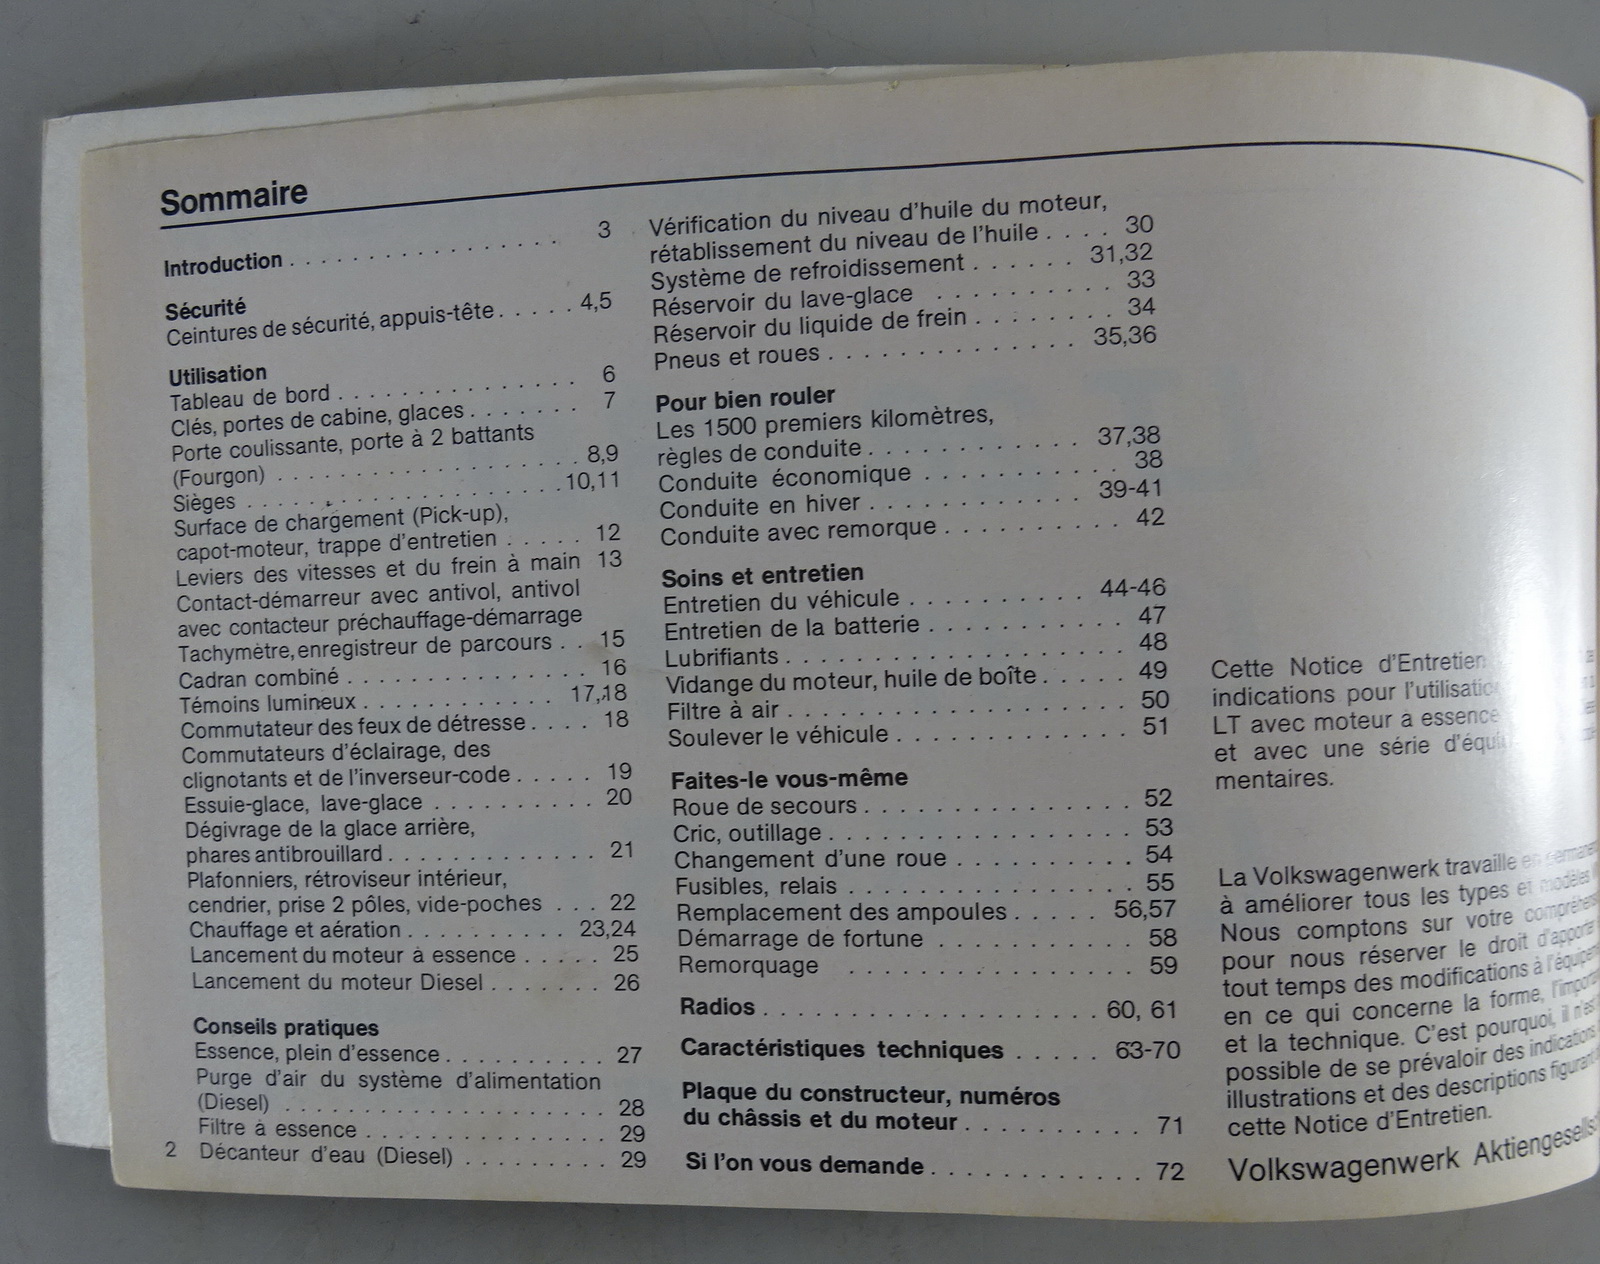 Sommaire
Introduction . . . . . . . . . . . . . . . . . 3
Sécurité
Ceintures de sécurité, appuis-tête . . . . . 4,5
Utilisation
Tableau de bord . . . . . . . . . . . . . . . 6
Clés, portes de cabine, glaces . . . . . . . 7
Porte coulissante, porte à 2 battants
(Fourgon) . . . . . . . . . . . . . . . . . 8,9
Sièges . . . . . . . . . . . . . . . . . . 10,11
Surface de chargement (Pick-up),
capot-moteur, trappe d'entretien . . . . . 12
Leviers des vitesses et du frein à main 13
Contact-démarreur avec antivol, antivol
avec contacteur préchauffage-démarrage
Tachymètre, enregistreur de parcours . . 15
Cadran combiné . . . . . . . . . . . . . . 16
Témoins lumineux . . . . . . . . . . . . 17,18
Commutateur des feux de détresse . . . . 18
Commutateurs d'éclairage, des
clignotants et de l'inverseur-code . . . . . 19
Essuie-glace, lave-glace . . . . . . . . . . 20
Dégivrage de la glace arrière,
phares antibrouillard . . . . . . . . . . . . . 21
Plafonniers, rétroviseur intérieur,
cendrier, prise 2 pôles, vide-poches . . . 22
Chauffage et aération . . . . . . . . . . 23,24
Lancement du moteur à essence . . . . . 25
Lancement du moteur Diesel . . . . . . . 26
Conseils pratiques
Essence, plein d'essence . . . . . . . . . . 27
Purge d'air du système d'alimentation
(Diesel) . . . . . . . . . . . . . . . . . . . . 28
Filtre à essence . . . . . . . . . . . . . . . 29
Décanteur d'eau (Diesel) . . . . . . . . . 29
2
Vérification du niveau d'huile du moteur,
rétablissement du niveau de l'huile . . . . 30
Système de refroidissement . . . . . . 31,32
Réservoir du lave-glace . . . . . . . . . . 33
Réservoir du liquide de frein . . . . . . . . 34
Pneus et roues . . . . . . . . . . . . . . 35,36
Pour bien rouler
Les 1500 premiers kilomètres,
règles de conduite . . . . . . . . . . . 37,38
Conduite économique . . . . . . . . . . . 38
Conduite en hiver . . . . . . . . . . . 39-41
Conduite avec remorque . . . . . . . . . . 42
Soins et entretien
Entretien du véhicule . . . . . . . . . . 44-46
Entretien de la batterie . . . . . . . . . . . 47
Lubrifiants . . . . . . . . . . . . . . . . . . . 48
Vidange du moteur, huile de boîte . . . . . 49
Filtre à air . . . . . . . . . . . . . . . . . . . 50
Soulever le véhicule . . . . . . . . . . . . . 51
Faites-le vous-même
Roue de secours . . . . . . . . . . . . . . . 52
Cric, outillage . . . . . . . . . . . . . . . . . 53
Changement d'une roue . . . . . . . . . . 54
Fusibles, relais . . . . . . . . . . . . . . . . 55
Remplacement des ampoules . . . . . 56,57
Démarrage de fortune . . . . . . . . . . . 58
Remorquage . . . . . . . . . . . . . . . . 59
Radios . . . . . . . . . . . . . . . . . . . 60, 61
Caractéristiques techniques . . . . . 63-70
Plaque du constructeur, numéros
du châssis et du moteur . . . . . . . . . . 71
Si l'on vous demande . . . . . . . . . . . . 72
Cette Notice d'Entretien
indications pour l'utilisation
LT avec moteur à essence
et avec une série
mentaires.
La Volkswagenwerk travaille en
à améliorer tous les types et modèles
Nous comptons sur votre
pour nous réserver le droit d'apporter
tout temps des modifications à
en ce qui concerne la forme,
et la technique. C'est pourquoi, il n'est
possible de se prévaloir des indications
illustrations et des descriptions
cette Notice d'Entretien.
Volkswagenwerk